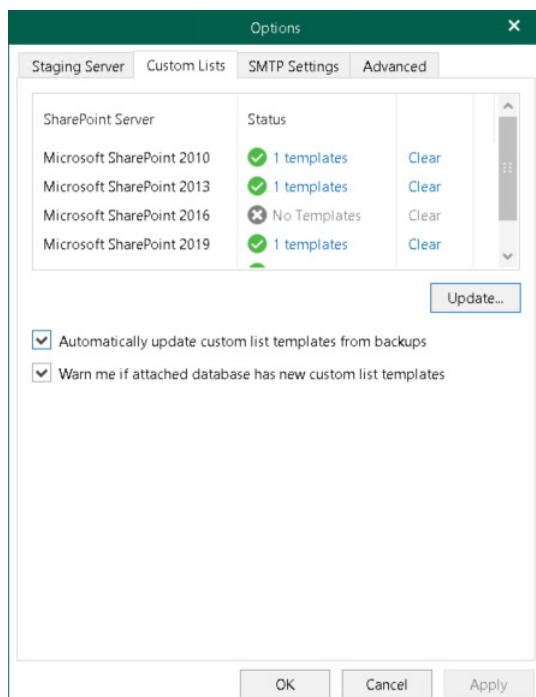 Options
Staging Server Custom Lists SMTP Settings Advanced
SharePoint Server Status
Microsoft SharePoint 2010 1 templates Clear
Microsoft SharePoint 2013 1 templates Clear
Microsoft SharePoint 2016 No Templates Clear
Microsoft SharePoint 2019 1 templates Clear
Update...
Automatically update custom list templates from backups
Warn me if attached database has new custom list templates
OK Cancel Apply